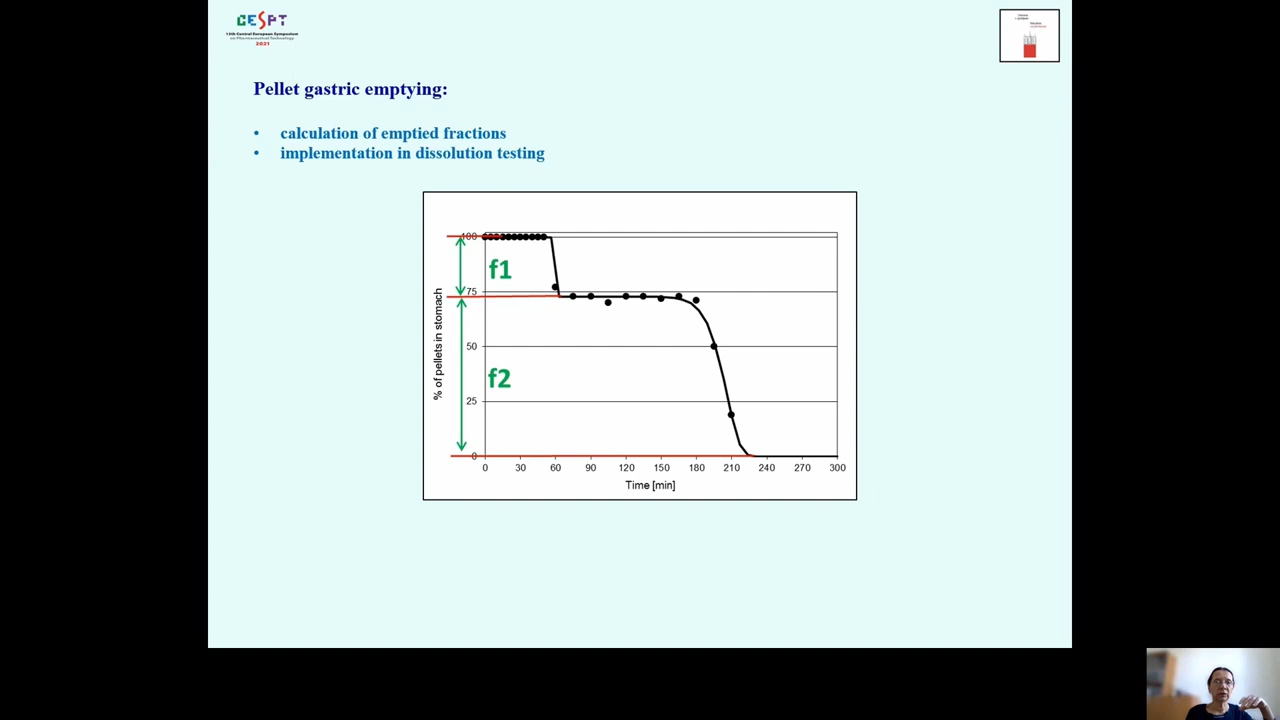 CESPT
12th Central European Symposium
on Pharmaceutical Technology
2021
Pellet gastric emptying:
• calculation of emptied fractions
• implementation in dissolution testing
% of pellets in stomach
100
75
50
25
0
f1
f2
0 30 60 90 120 150 180 210 240 270 300
Time [min]